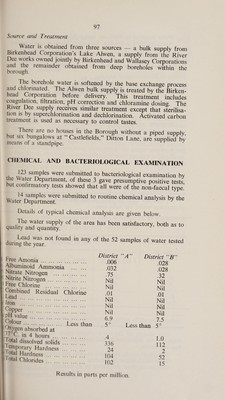 97
Source and Treatment
Water is obtained from three sources — a bulk supply from
Birkenhead Corporation's Lake Alwen, a supply from the River
Dee works owned jointly by Birkenhead and Wallasey Corporations
and the remainder obtained from deep boreholes within the
borough.
The borehole water is softened by the base exchange process
and chlorinated. The Alwen bulk supply is treated by the Birkenhead
Corporation before delivery. This treatment includes
coagulation, filtration, pH correction and chloramine dosing. The
River Dee supply receives similar treatment except that sterilisation
is by superchlorination and dechlorination. Activated carbon
treatment is used as necessary to control tastes.
There are no houses in the Borough without a piped supply,
but six bungalows at "Castlefields," Ditton Lane, are supplied by
means of a standpipe.
CHEMICAL AND BACTERIOLOGICAL EXAMINATION
123 samples were submitted to bacteriological examination by
the Water Department, of these 3 gave presumptive positive tests,
but confirmatory tests showed that all were of the non-faecal type.
14 samples were submitted to routine chemical analysis by the
Water Department.
Details of typical chemical analysis are given below.
The water supply of the area has been satisfactory, both as to
quality and quantity.
Lead was not found in any of the 52 samples of water tested
during the year.
District "A" District "B"
Free Amonia .006 .028
Albuminoid Ammonia .032 .028
Nitrate Nitrogen .75 .32
Nitrite Nitrogen Nil Nil
Free Chlorine Nil Nil
Combined Residual Chlorine .01 .01
Lead Nil Nil
Iron Nil Nil
Copper Nil Nil
pH value 6.9 7.5
Colour Less than 5° Less than 5°
Oxygen absorbed at
27°C. in 4 hours .4 1.0
Total dissolved solids 336 112
Temporary Hardness 24 2
Total Hardness 104 52
Total Chlorides 102 15
Results in parts per million.